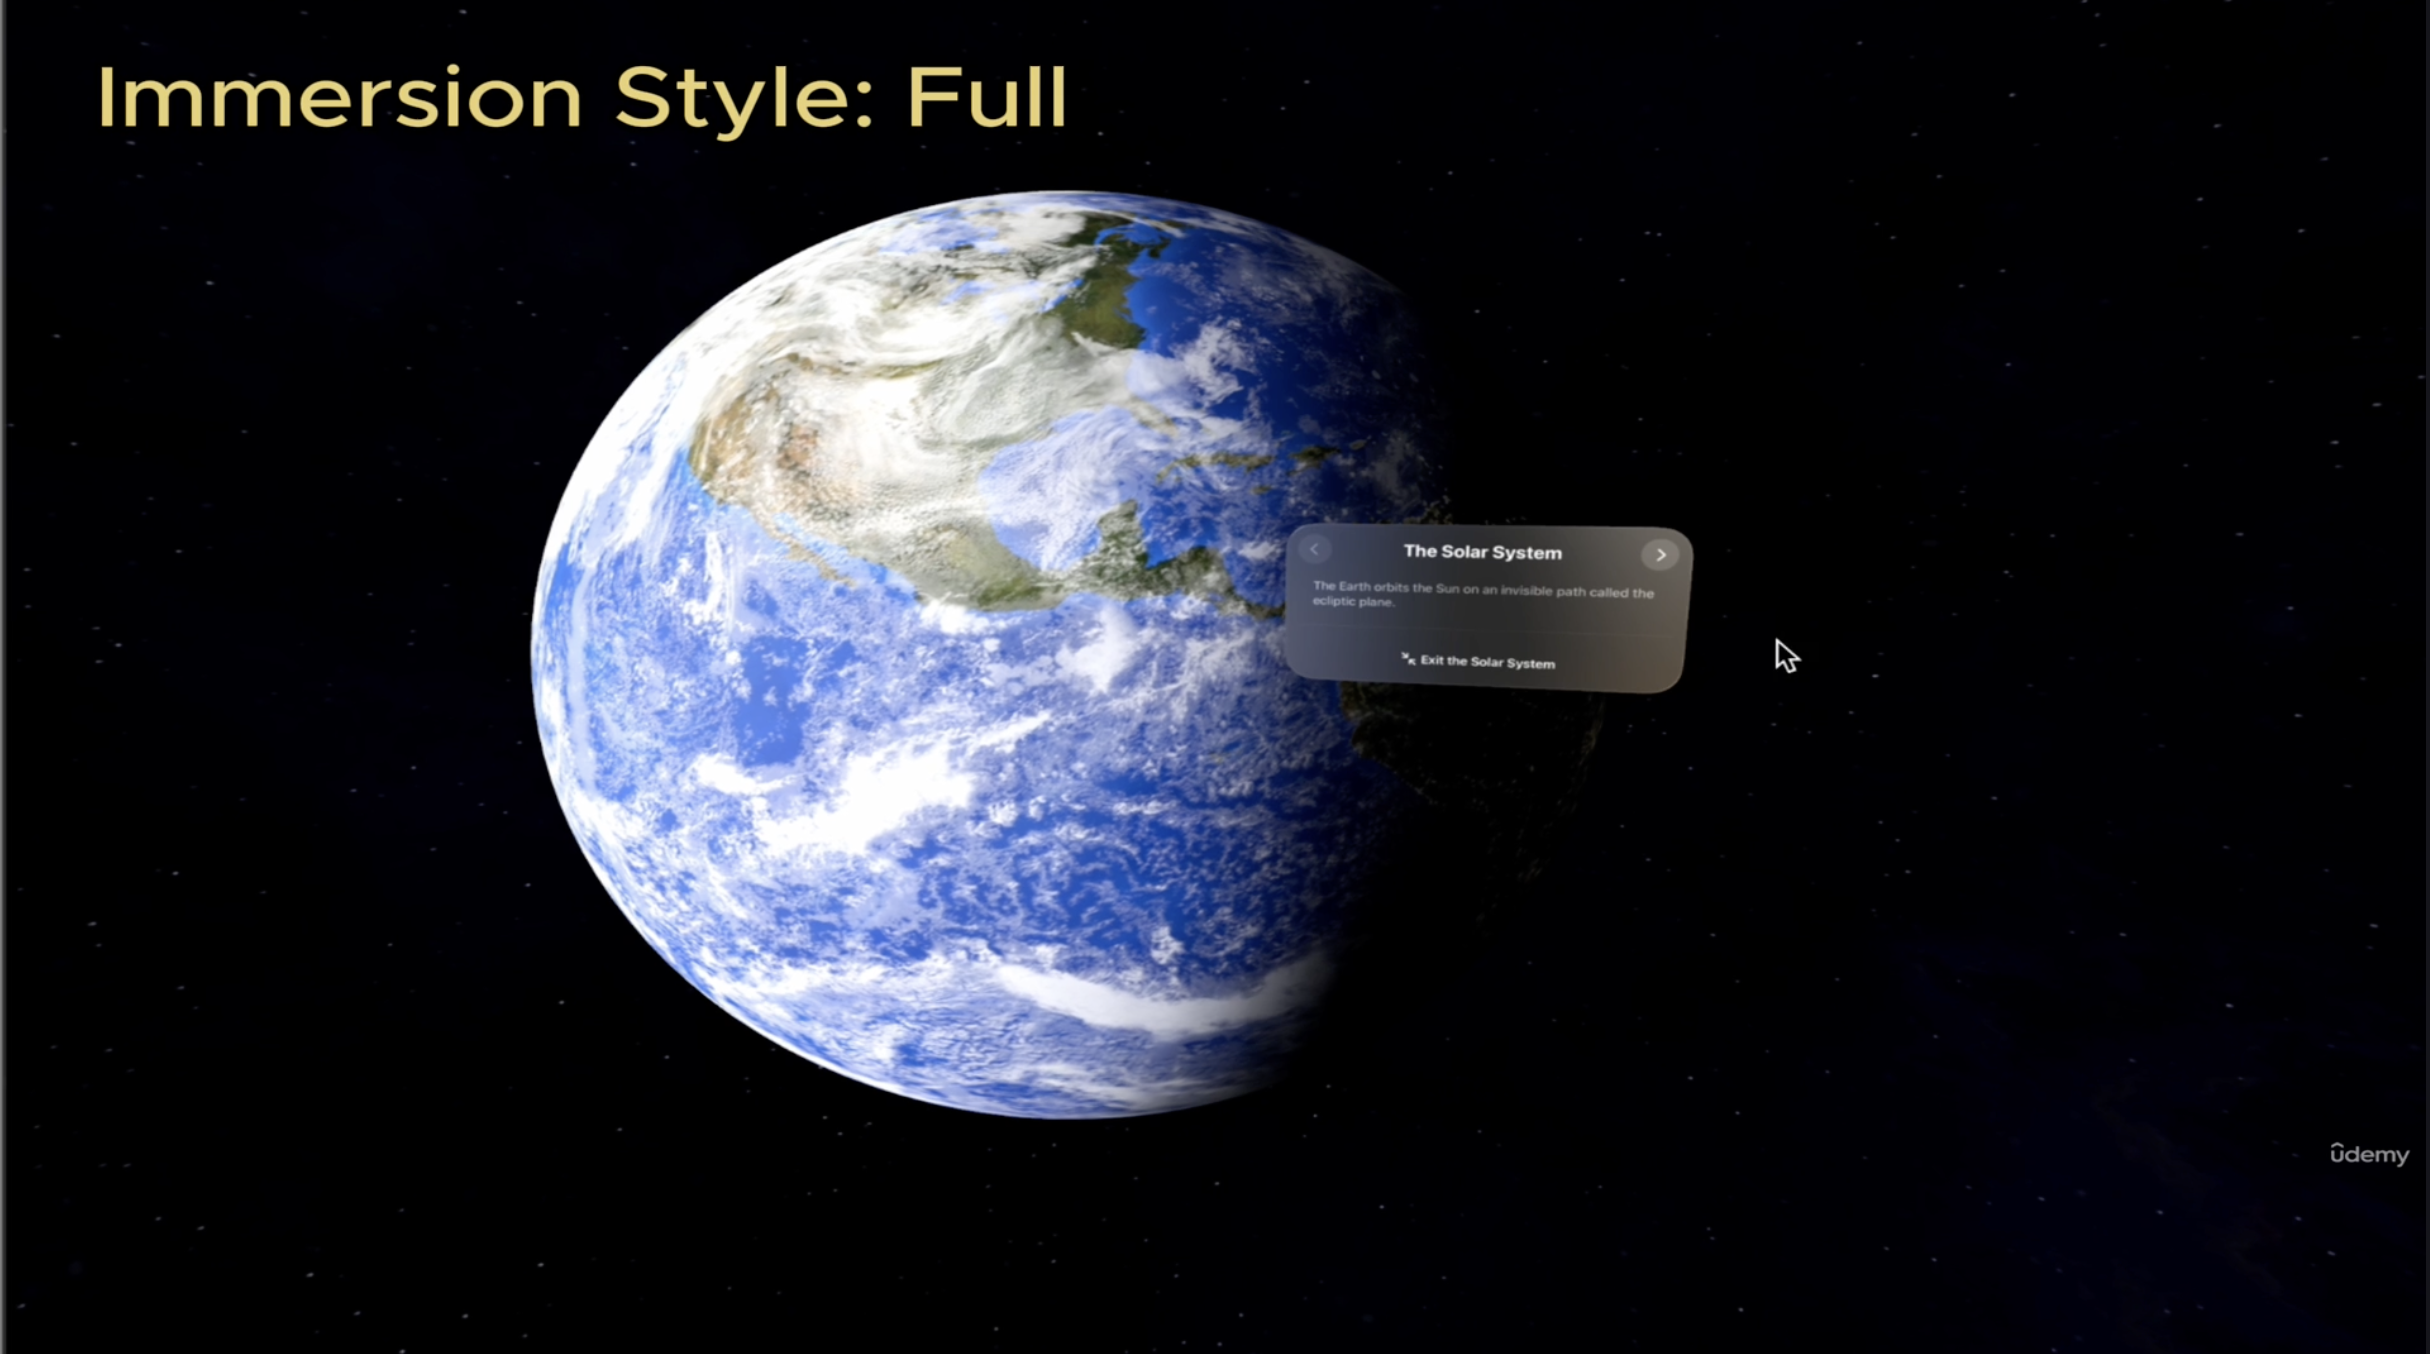 Immersion Style: Full
The Solar System
The Earth orbits the Sun on an invisible path called the
ecliptic plane.
Exit the Solar System
ûdemy